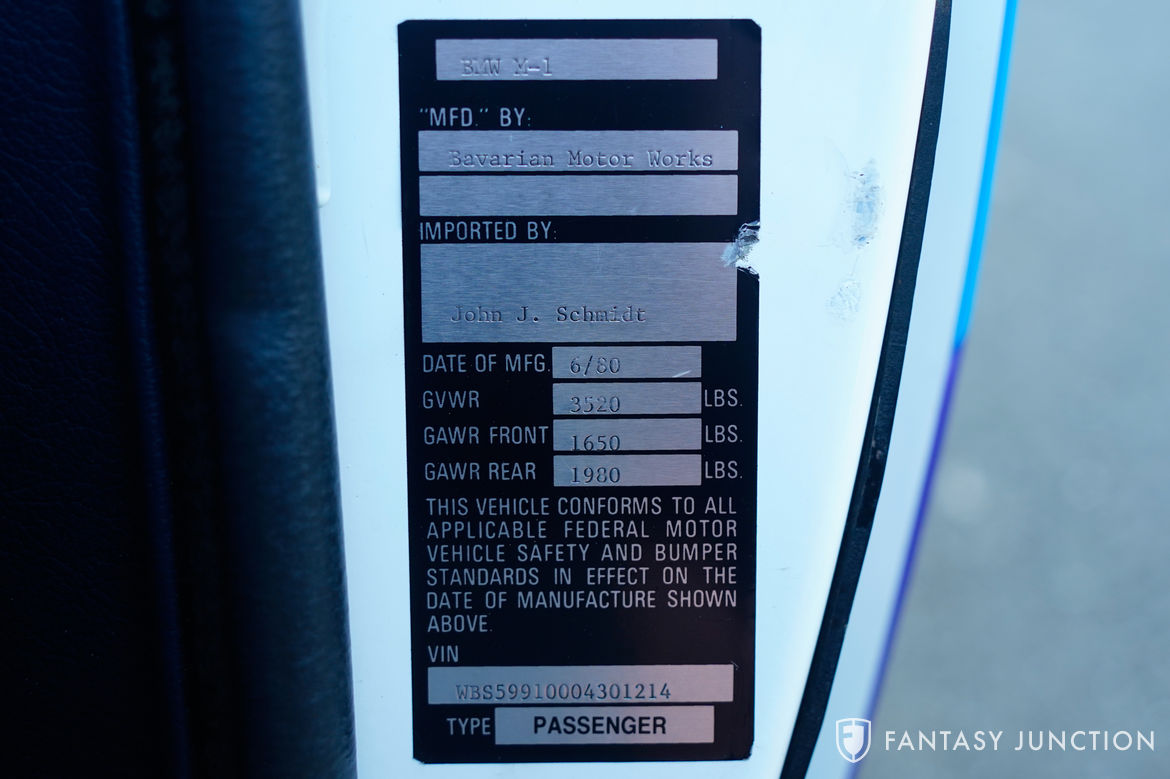 BMW M-1
"MFD." BY:
Bavarian Motor Works
IMPORTED BY:
John J. Schmidt
DATE OF MFG. 6/80
GVWR 3520 LBS.
GAWR FRONT 1650 LBS.
GAWR REAR 1980 LBS.
THIS VEHICLE CONFORMS TO ALL
APPLICABLE FEDERAL MOTOR
VEHICLE SAFETY AND BUMPER
STANDARDS IN EFFECT ON THE
DATE OF MANUFACTURE SHOWN
ABOVE.
VIN
WBS59910004301214
TYPE PASSENGER
FANTASY JUNCTION